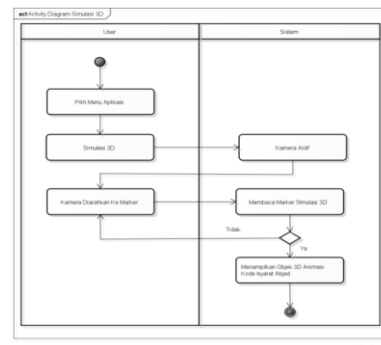 act Activity Diagram Simulasi 3D
User
Sistem
Pilih Menu Aplikasi
Simulasi 3D
Kamera Aktif
Kamera Diarahkan Ke Marker
Membaca Marker Simulasi 3D
Tidak
Ya
Menampilkan Objek 3D Animasi
Kode Isyarat Abjad